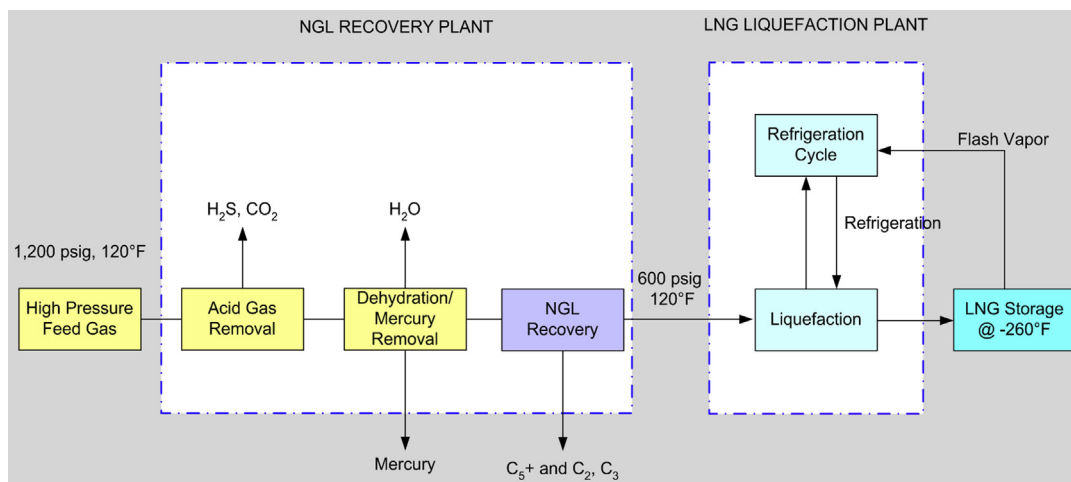 NGL RECOVERY PLANT
LNG LIQUEFACTION PLANT
Refrigeration
Cycle
Flash Vapor
H₂S, CO₂
H₂O
Refrigeration
1,200 psig, 120°F
600 psig
120°F
High Pressure
Feed Gas
Acid Gas
Removal
Dehydration/
Mercury
Removal
NGL
Recovery
Liquefaction
LNG Storage
@ -260°F
Mercury
C₅+ and C₂, C₃